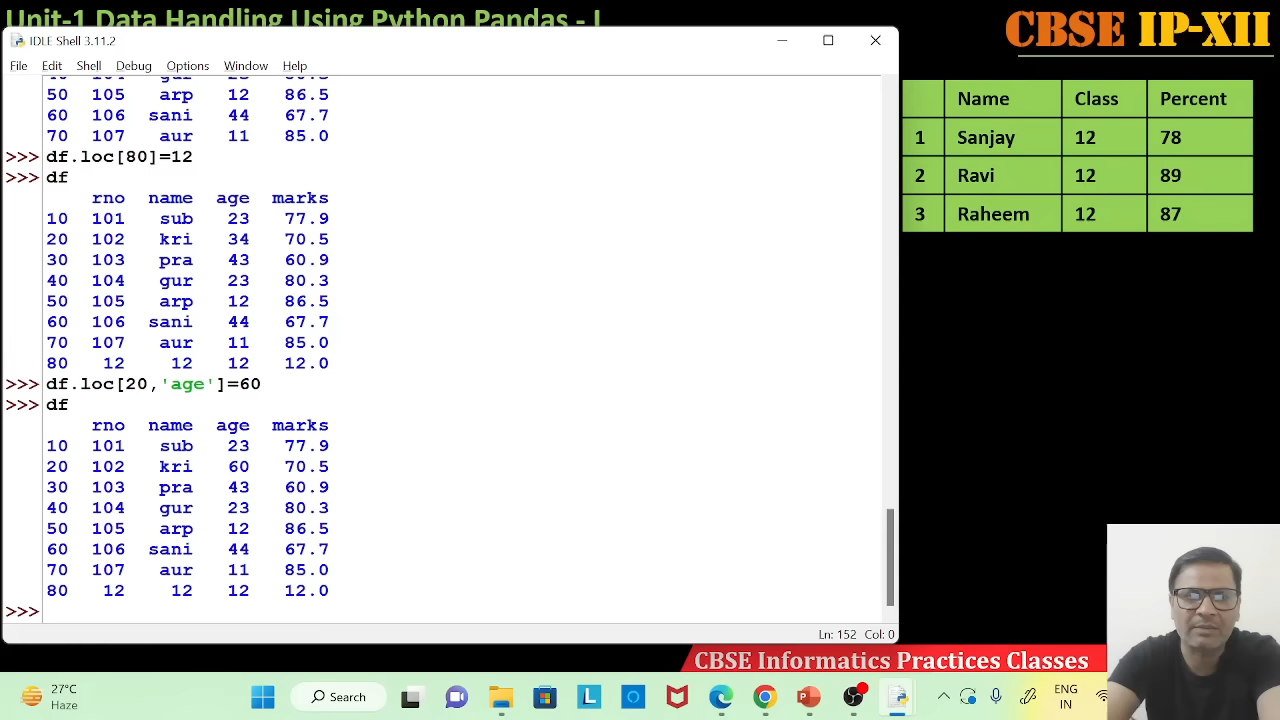 Unit-1 Data Handling Using Python Pandas - I
CBSE IP-XII
IDLE Shell 3.11.2
File Edit Shell Debug Options Window Help
40 104 gur 23 80.3
50 105 arp 12 86.5
60 106 sani 44 67.7
70 107 aur 11 85.0
>>> df.loc[80]=12
>>> df
rno name age marks
10 101 sub 23 77.9
20 102 kri 34 70.5
30 103 pra 43 60.9
40 104 gur 23 80.3
50 105 arp 12 86.5
60 106 sani 44 67.7
70 107 aur 11 85.0
80 12 12 12 12.0
>>> df.loc[20,'age']=60
>>> df
rno name age marks
10 101 sub 23 77.9
20 102 kri 60 70.5
30 103 pra 43 60.9
40 104 gur 23 80.3
50 105 arp 12 86.5
60 106 sani 44 67.7
70 107 aur 11 85.0
80 12 12 12 12.0
>>>
Ln: 152 Col: 0
Name Class Percent
1 Sanjay 12 78
2 Ravi 12 89
3 Raheem 12 87
CBSE Informatics Practices Classes
27°C
Haze
Search
L
ENG
IN